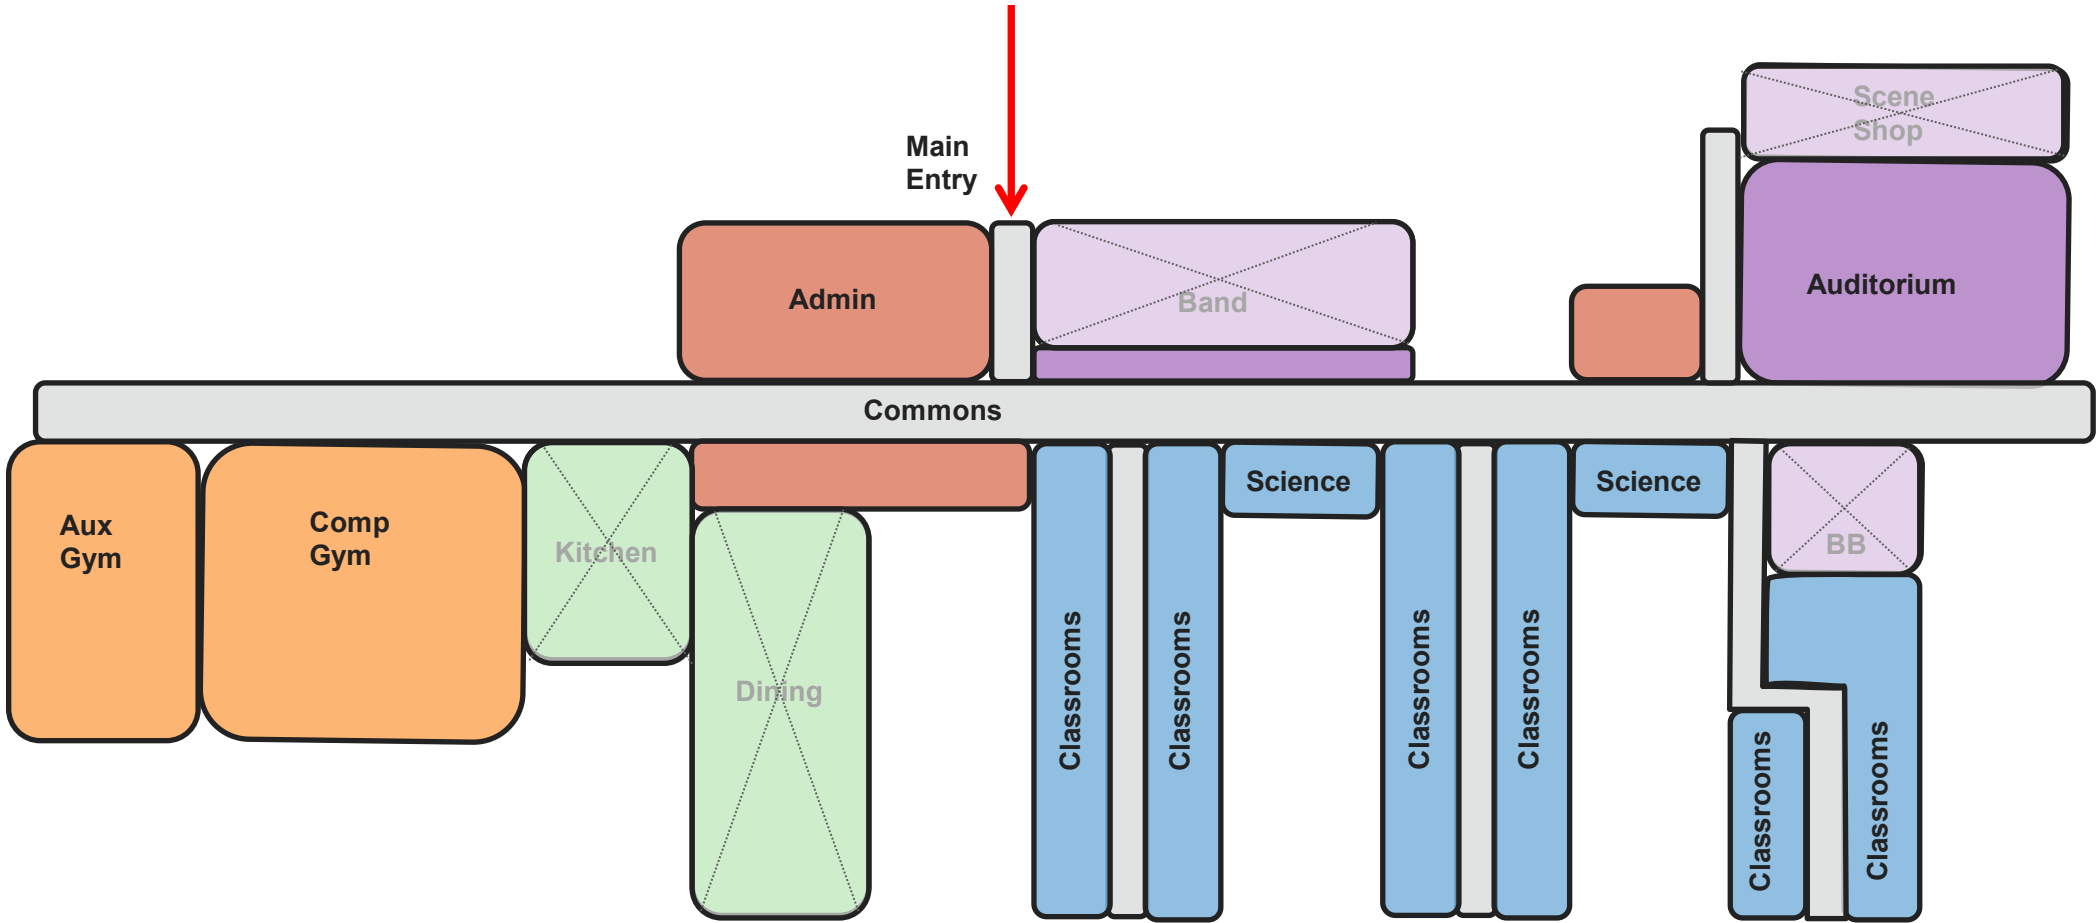 Scene
Shop
Main
Entry
Admin
Band
Auditorium
Commons
Aux
Gym
Comp
Gym
Kitchen
Dining
Classrooms
Classrooms
Science
Classrooms
Classrooms
Science
BB
Classrooms
Classrooms